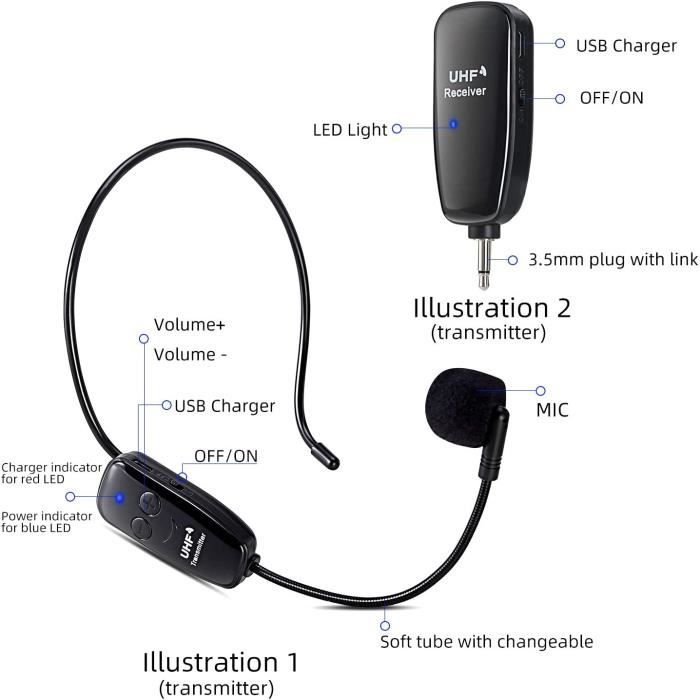 UHF
Receiver
OFF
USB Charger
OFF/ON
LED Light
3.5mm plug with link
Illustration 2
(transmitter)
Volume+
Volume -
USB Charger
OFF/ON
MIC
Charger indicator
for red LED
Power indicator
for blue LED
UHF
Transmitter
Soft tube with changeable
Illustration 1
(transmitter)